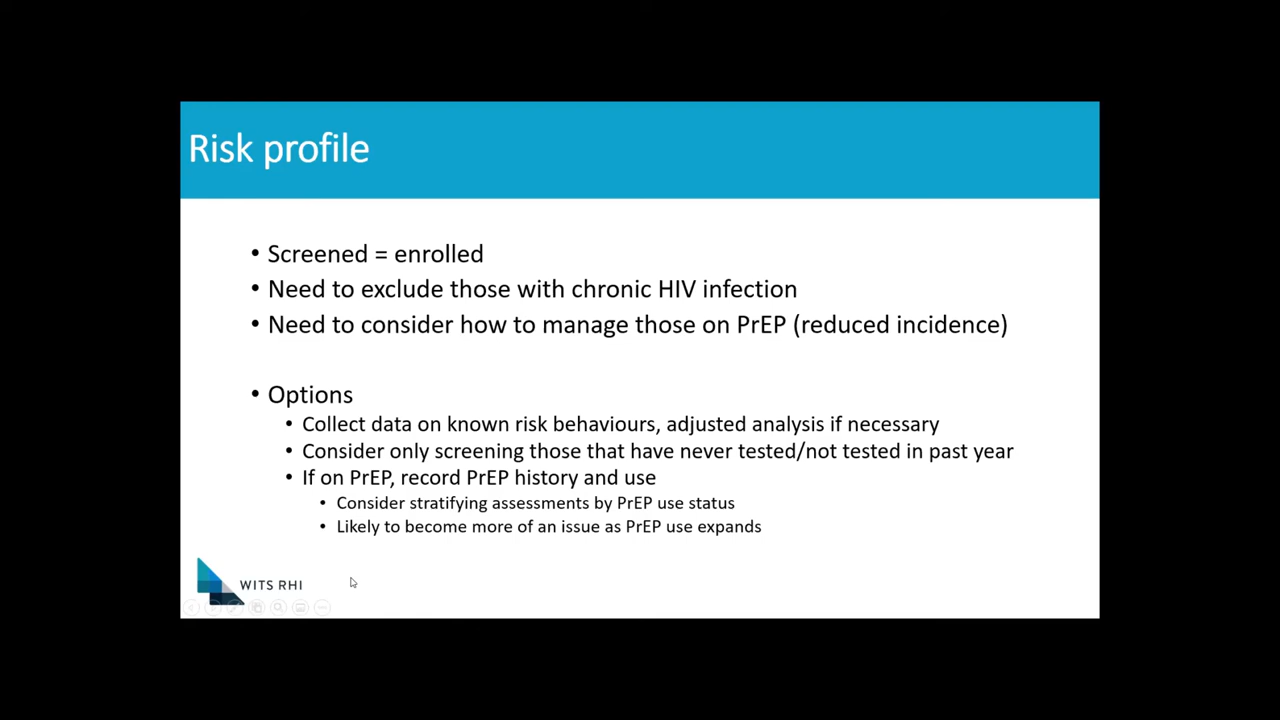 Risk profile
• Screened = enrolled
• Need to exclude those with chronic HIV infection
• Need to consider how to manage those on PrEP (reduced incidence)
• Options
• Collect data on known risk behaviours, adjusted analysis if necessary
• Consider only screening those that have never tested/not tested in past year
• If on PrEP, record PrEP history and use
• Consider stratifying assessments by PrEP use status
• Likely to become more of an issue as PrEP use expands
WITS RHI